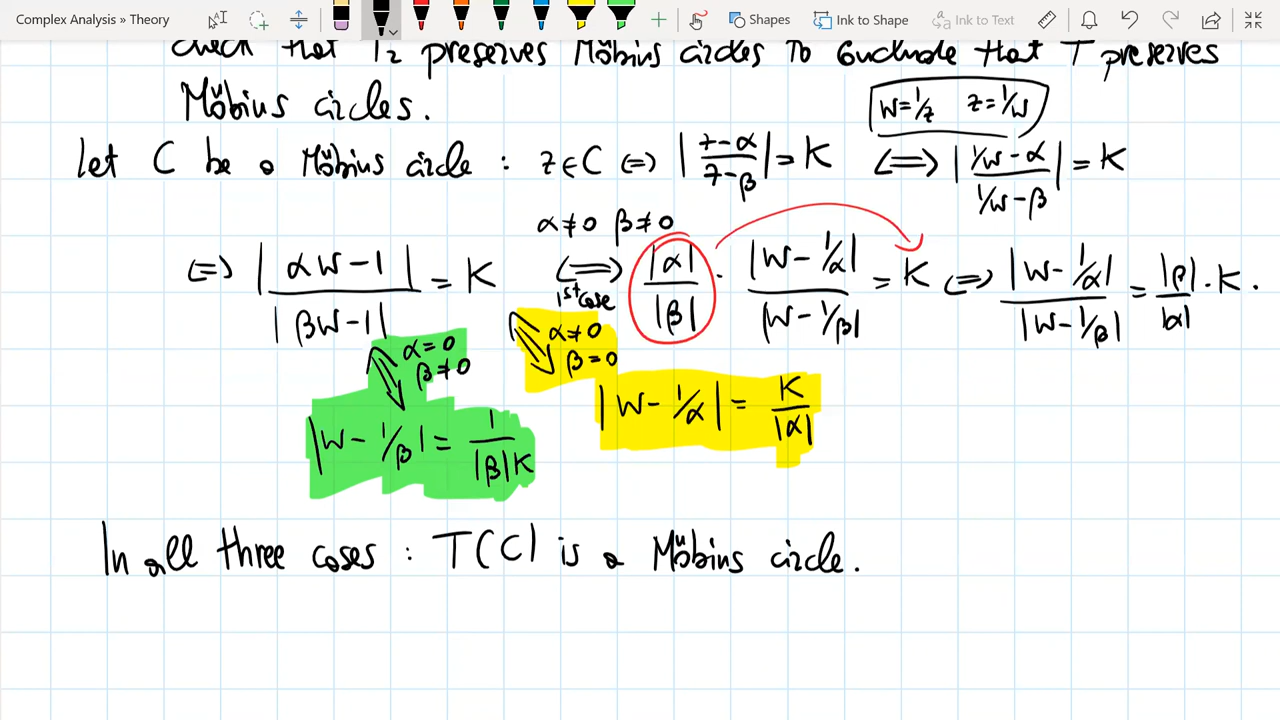 Complex Analysis » Theory
Shapes Ink to Shape Ink to Text
check that T₂ preserves Möbius circles to conclude that T preserves
Möbius circles.
W=1/z z=1/W
Let C be a Möbius circle : z∈C ⟺ |(z-α)/(z-β)| = K ⟺ |(1/W-α)/(1/W-β)| = K
α≠0 β≠0
⟺ |αW-1|/|βW-1| = K ⟺ |α|/|β| · |W-1/α|/|W-1/β| = K ⟺ |W-1/α|/|W-1/β| = |β|/|α| · K.
1st case
α=0 α≠0
β≠0 β=0
|W-1/β| = 1/(|β|K) |W-1/α| = K/|α|
In all three cases : T(C) is a Möbius circle.